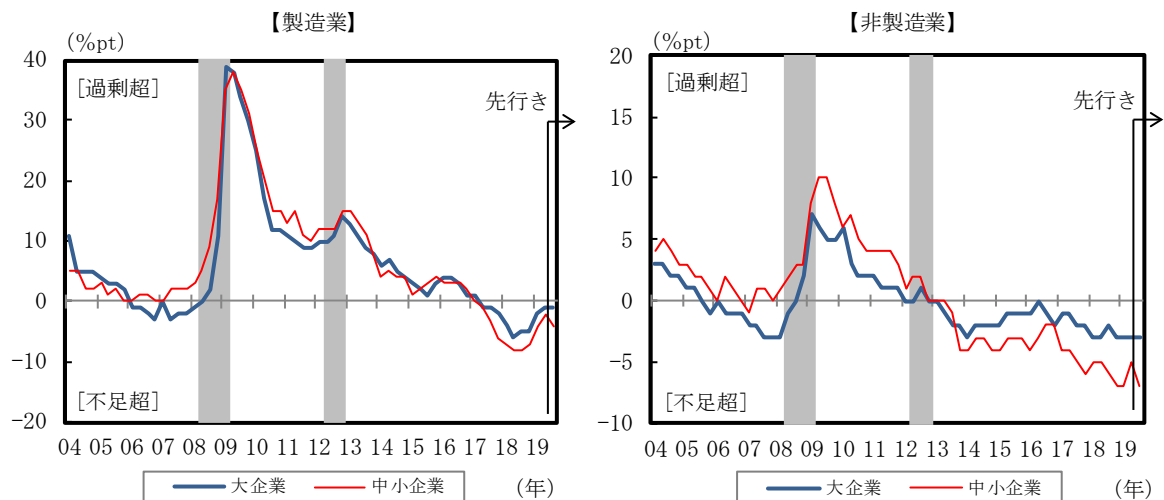 【製造業】
(%pt)
40
30
20
10
0
-10
-20
[過剰超]
先行き
[不足超]
04 05 06 07 08 09 10 11 12 13 14 15 16 17 18 19
(年)
大企業 中小企業
【非製造業】
(%pt)
20
15
10
5
0
-5
-10
[過剰超]
先行き
[不足超]
04 05 06 07 08 09 10 11 12 13 14 15 16 17 18 19
(年)
大企業 中小企業